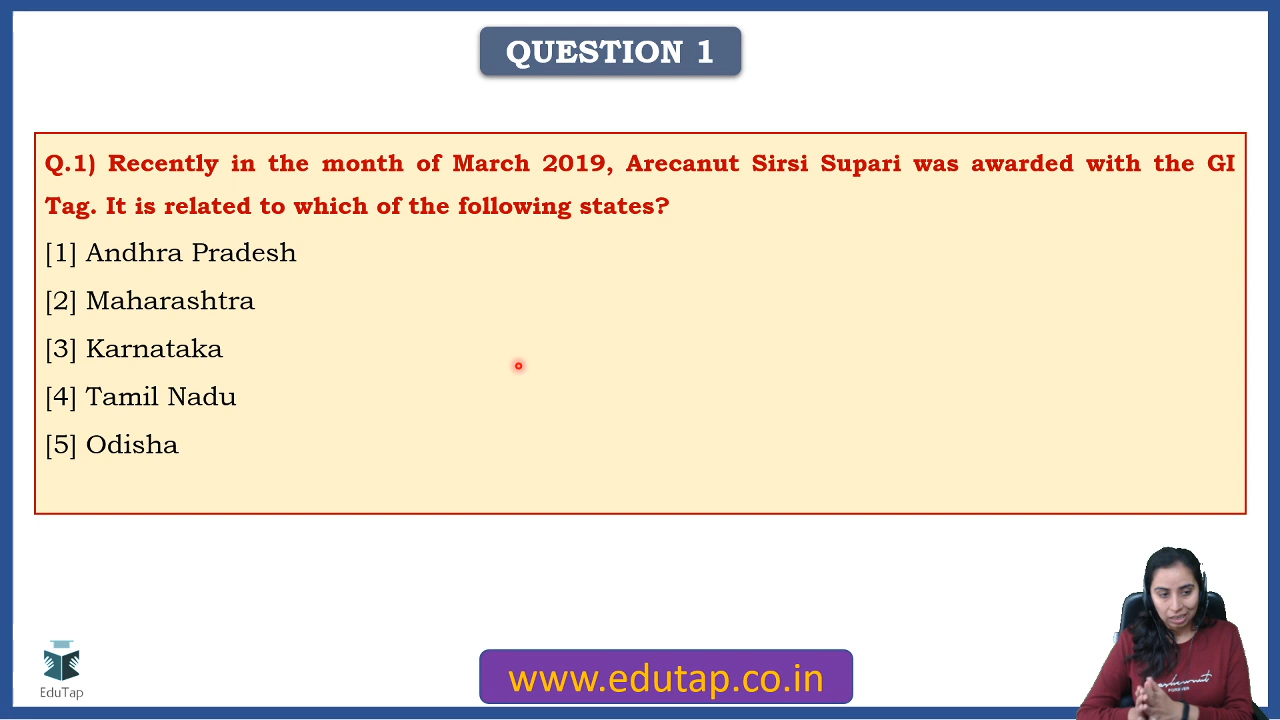 QUESTION 1
Q.1) Recently in the month of March 2019, Arecanut Sirsi Supari was awarded with the GI
Tag. It is related to which of the following states?
[1] Andhra Pradesh
[2] Maharashtra
[3] Karnataka
[4] Tamil Nadu
[5] Odisha
EduTap
www.edutap.co.in
FOREVER